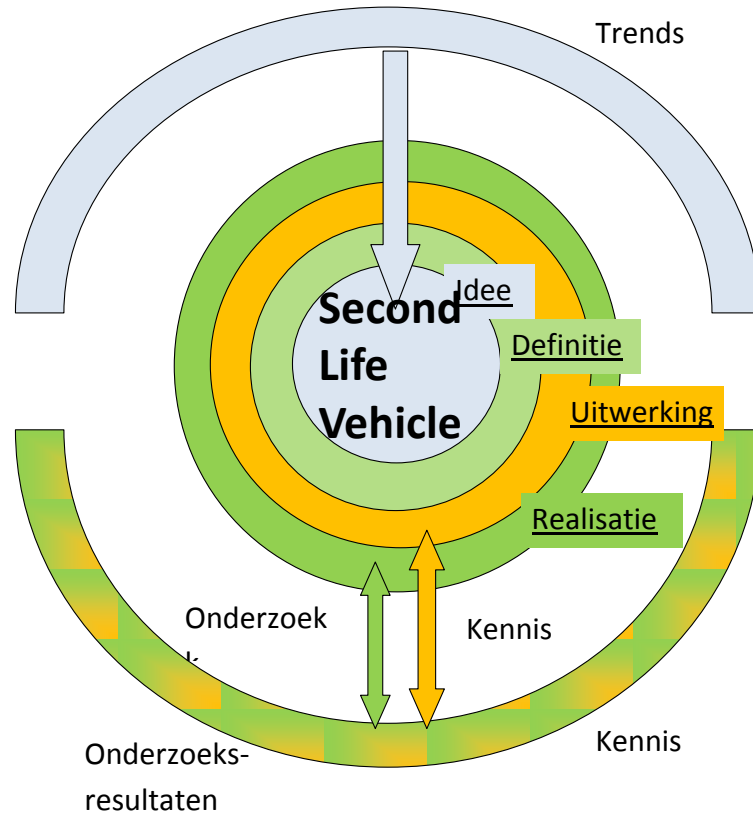 Trends
Idee
Second
Life
Vehicle
Definitie
Uitwerking
Realisatie
Onderzoek
Kennis
Onderzoeks-
resultaten
Kennis